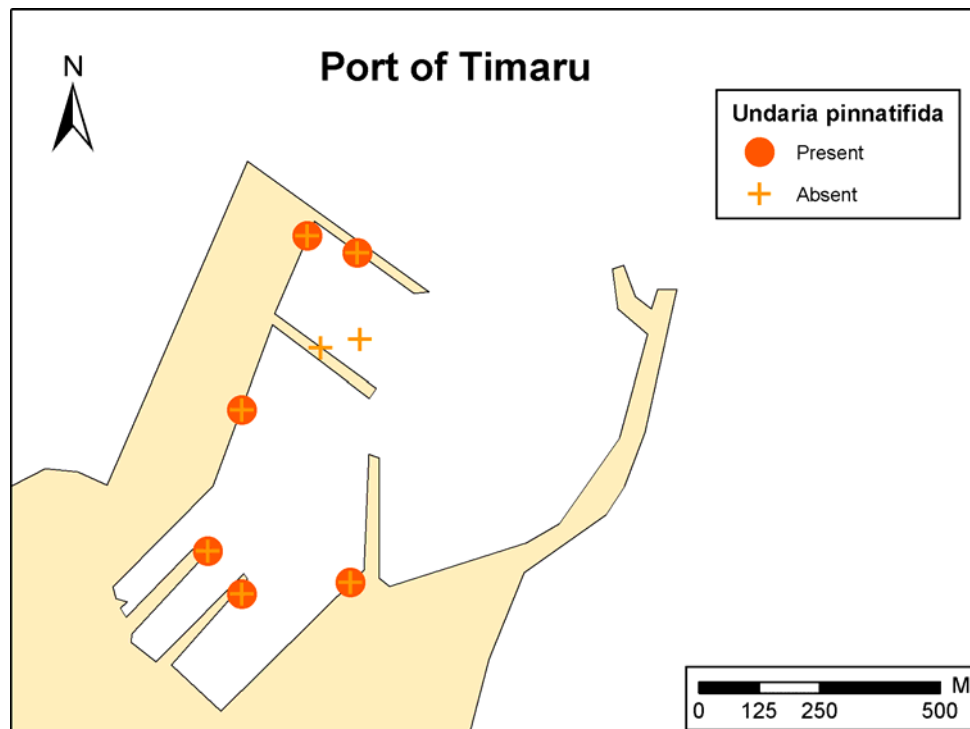 Port of Timaru
N
Undaria pinnatifida
Present
Absent
M
0 125 250 500